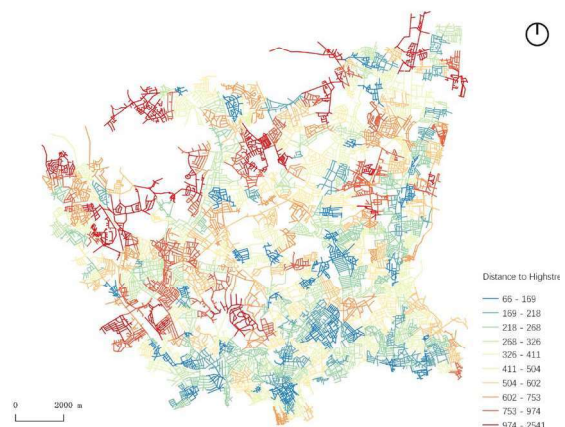 Distance to Highstre
66 - 169
169 - 218
218 - 268
268 - 326
326 - 411
411 - 504
504 - 602
602 - 753
753 - 974
974 - 2541
0 2000 m